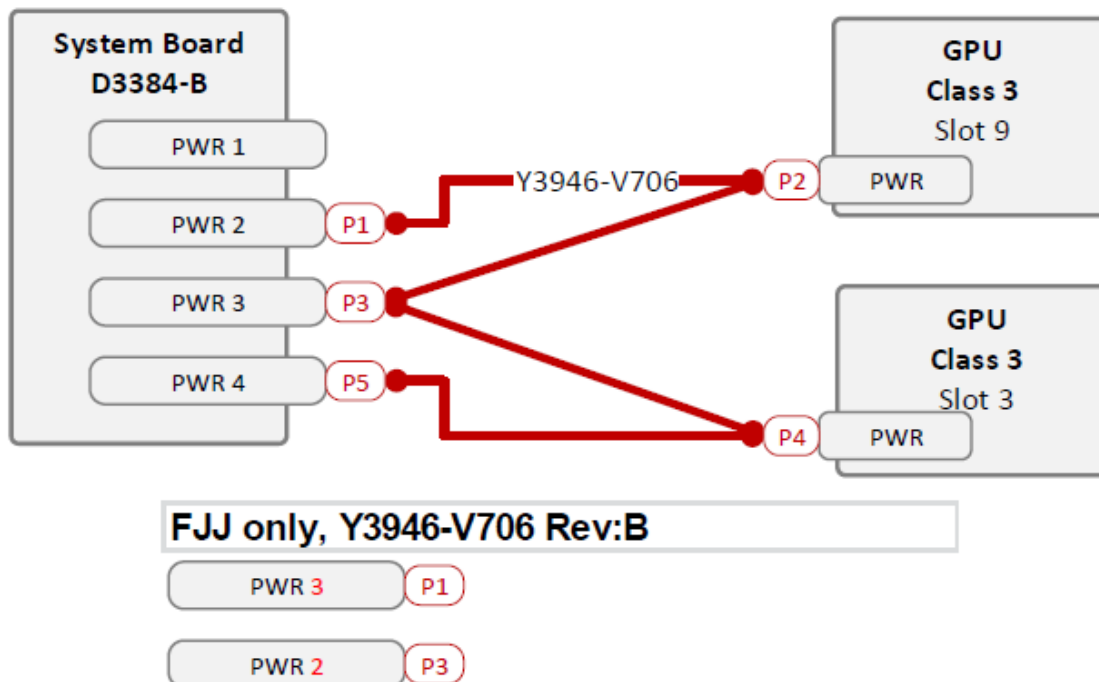 System Board
D3384-B
PWR 1
PWR 2
P1
PWR 3
P3
PWR 4
P5
Y3946-V706
GPU
Class 3
Slot 9
P2
PWR
GPU
Class 3
Slot 3
P4
PWR
FJJ only, Y3946-V706 Rev:B
PWR 3
P1
PWR 2
P3